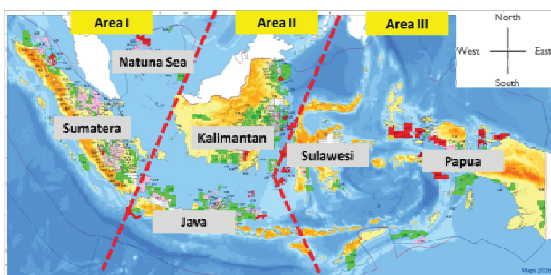 Area I
Area II
Area III
North
West
East
South
Natuna Sea
Sumatera
Kalimantan
Sulawesi
Papua
Java